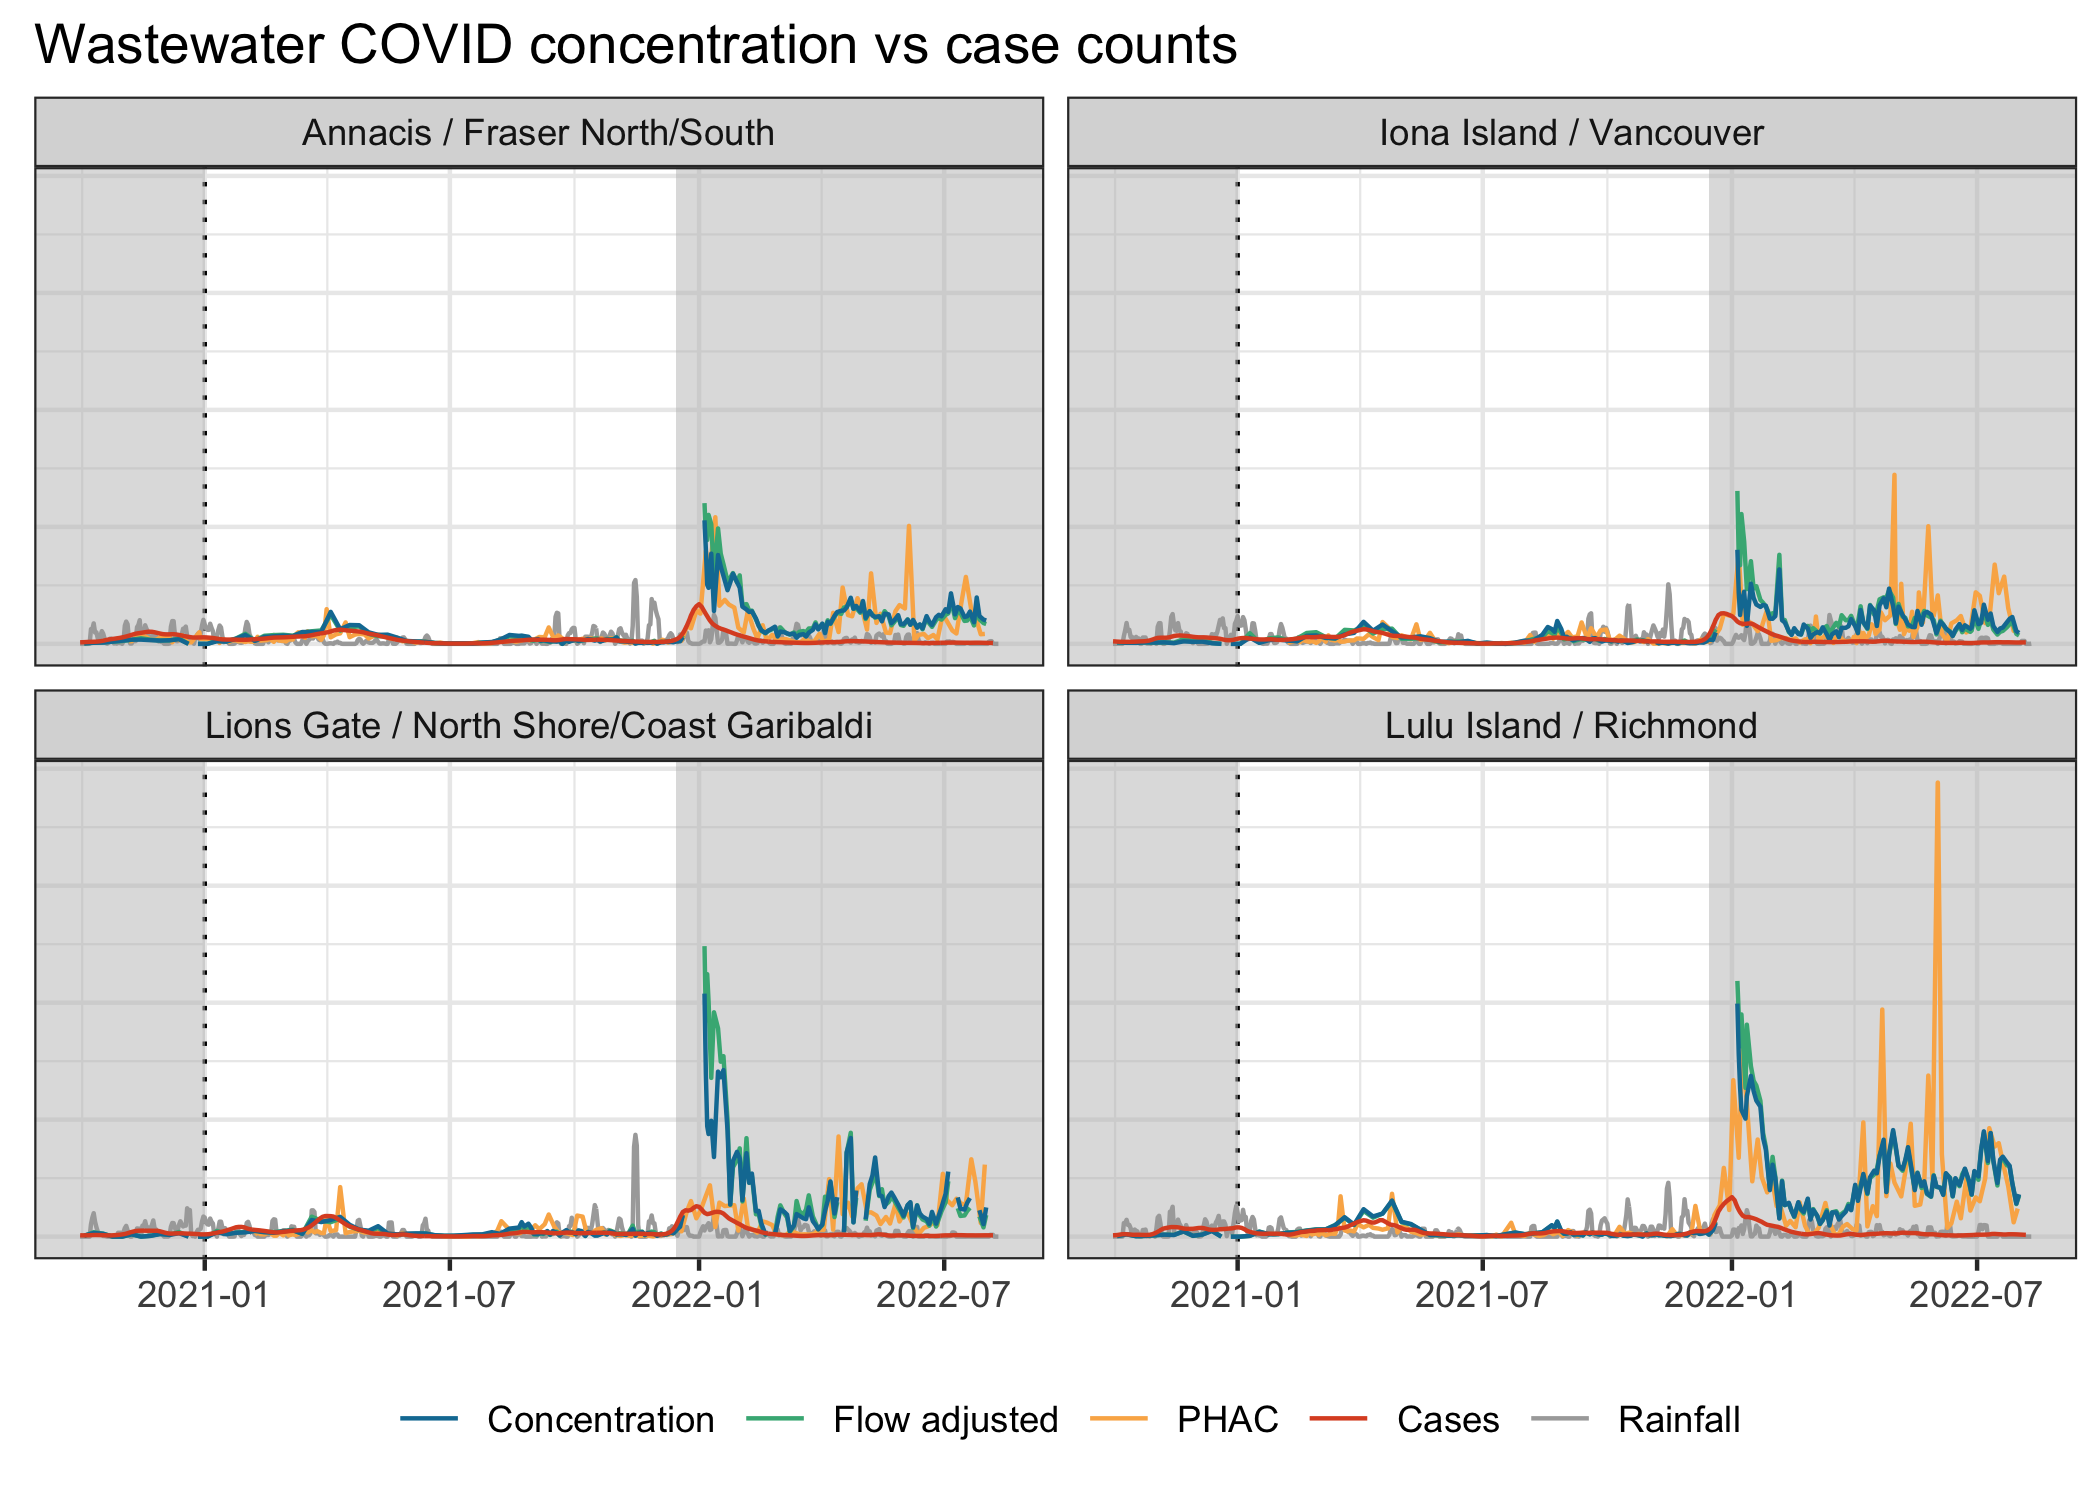 Wastewater COVID concentration vs case counts
Annacis / Fraser North/South
Iona Island / Vancouver
Lions Gate / North Shore/Coast Garibaldi
Lulu Island / Richmond
2021-01 2021-07 2022-01 2022-07 2021-01 2021-07 2022-01 2022-07
Concentration Flow adjusted PHAC Cases Rainfall